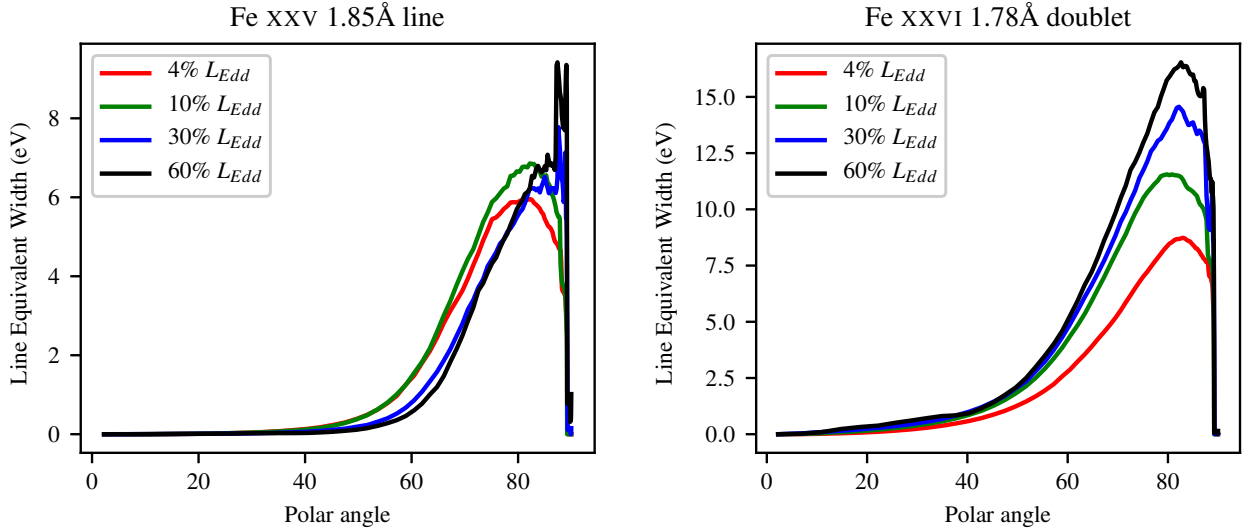 Fe XXV 1.85Å line
4% L_Edd
10% L_Edd
30% L_Edd
60% L_Edd
8
6
4
2
0
Line Equivalent Width (eV)
0
20
40
60
80
Polar angle
Fe XXVI 1.78Å doublet
4% L_Edd
10% L_Edd
30% L_Edd
60% L_Edd
15.0
12.5
10.0
7.5
5.0
2.5
0.0
Line Equivalent Width (eV)
0
20
40
60
80
Polar angle